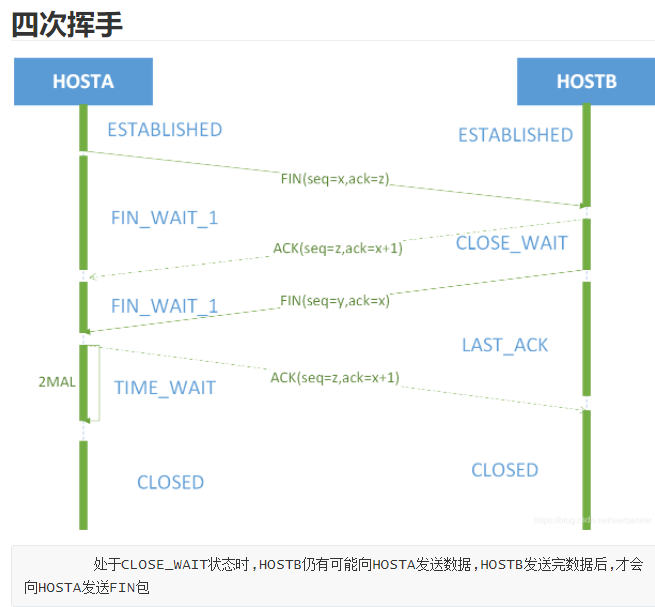 四次挥手
HOSTA
HOSTB
ESTABLISHED
ESTABLISHED
FIN(seq=x,ack=z)
FIN_WAIT_1
ACK(seq=z,ack=x+1)
CLOSE_WAIT
FIN_WAIT_1
FIN(seq=y,ack=x)
LAST_ACK
2MAL
TIME_WAIT
ACK(seq=z,ack=x+1)
CLOSED
CLOSED
处于CLOSE_WAIT状态时,HOSTB仍有可能向HOSTA发送数据,HOSTB发送完数据后,才会
向HOSTA发送FIN包